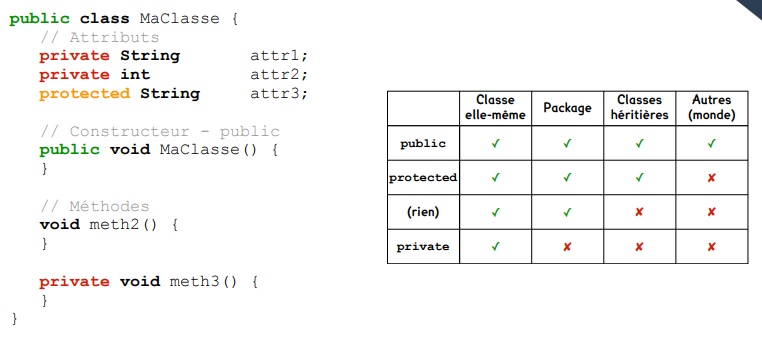 public class MaClasse {
// Attributs
private String attr1;
private int attr2;
protected String attr3;
// Constructeur - public
public void MaClasse() {
}
// Méthodes
void meth2() {
}
private void meth3() {
}
}
Classe elle-même Package Classes héritières Autres (monde)
public ✓ ✓ ✓ ✓
protected ✓ ✓ ✓ ✘
(rien) ✓ ✓ ✘ ✘
private ✓ ✘ ✘ ✘